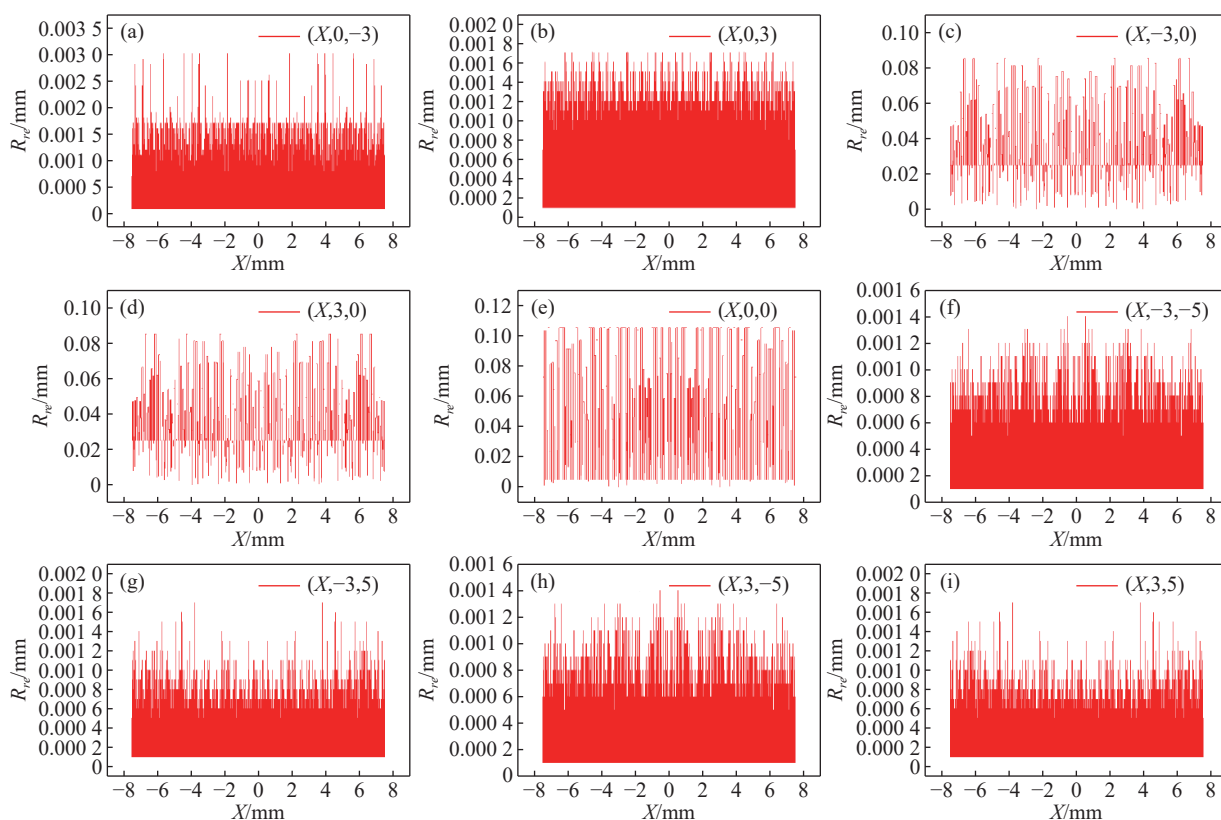 (a)
(X,0,−3)
0.003 5
0.003 0
0.002 5
0.002 0
0.001 5
0.001 0
0.000 5
0
R_re/mm
−8 −6 −4 −2 0 2 4 6 8
X/mm
(b)
(X,0,3)
0.002 0
0.001 8
0.001 6
0.001 4
0.001 2
0.001 0
0.000 8
0.000 6
0.000 4
0.000 2
0
R_re/mm
−8 −6 −4 −2 0 2 4 6 8
X/mm
(c)
(X,−3,0)
0.10
0.08
0.06
0.04
0.02
0
R_re/mm
−8 −6 −4 −2 0 2 4 6 8
X/mm
(d)
(X,3,0)
0.10
0.08
0.06
0.04
0.02
0
R_re/mm
−8 −6 −4 −2 0 2 4 6 8
X/mm
(e)
(X,0,0)
0.12
0.10
0.08
0.06
0.04
0.02
0
R_re/mm
−8 −6 −4 −2 0 2 4 6 8
X/mm
(f)
(X,−3,−5)
0.001 6
0.001 4
0.001 2
0.001 0
0.000 8
0.000 6
0.000 4
0.000 2
0
R_re/mm
−8 −6 −4 −2 0 2 4 6 8
X/mm
(g)
(X,−3,5)
0.002 0
0.001 8
0.001 6
0.001 4
0.001 2
0.001 0
0.000 8
0.000 6
0.000 4
0.000 2
0
R_re/mm
−8 −6 −4 −2 0 2 4 6 8
X/mm
(h)
(X,3,−5)
0.001 6
0.001 4
0.001 2
0.001 0
0.000 8
0.000 6
0.000 4
0.000 2
0
R_re/mm
−8 −6 −4 −2 0 2 4 6 8
X/mm
(i)
(X,3,5)
0.002 0
0.001 8
0.001 6
0.001 4
0.001 2
0.001 0
0.000 8
0.000 6
0.000 4
0.000 2
0
R_re/mm
−8 −6 −4 −2 0 2 4 6 8
X/mm